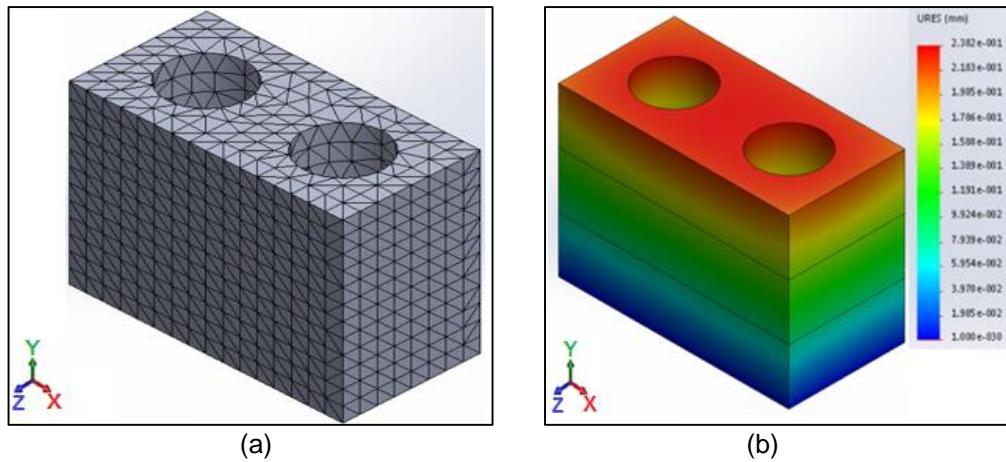 Y
Z X
URES (mm)
2.382e-001
2.183e-001
1.985e-001
1.786e-001
1.588e-001
1.389e-001
1.191e-001
9.924e-002
7.939e-002
5.954e-002
3.970e-002
1.985e-002
1.000e-030
Y
Z X
(a)
(b)